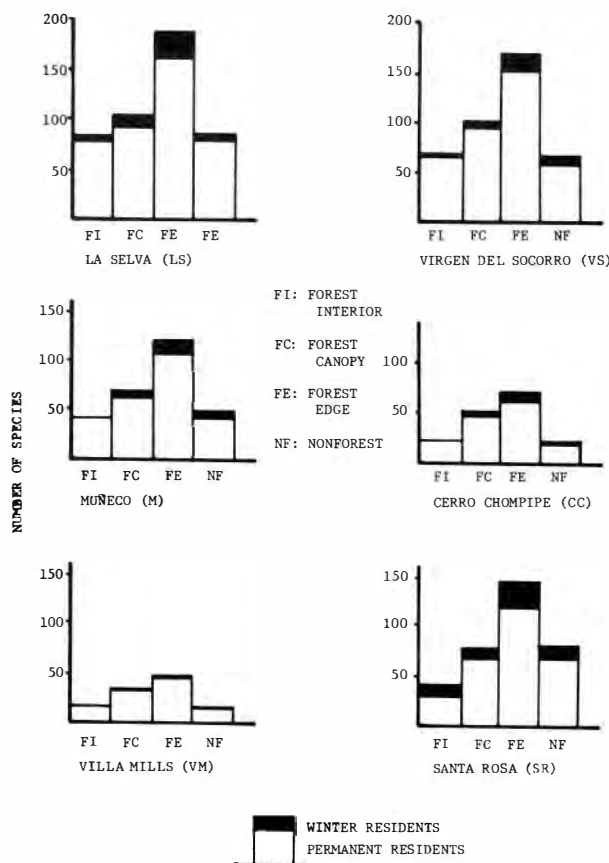 200
150
100
50
FI FC FE FE
LA SELVA (LS)
200
150
100
50
FI FC FE NF
VIRGEN DEL SOCORRO (VS)
NUMBER OF SPECIES
150
100
50
FI FC FE NF
MUÑECO (M)
FI: FOREST
INTERIOR
FC: FOREST
CANOPY
FE: FOREST
EDGE
NF: NONFOREST
100
50
FI FC FE NF
CERRO CHOMPIPE (CC)
150
100
50
FI FC FE NF
VILLA MILLS (VM)
150
100
50
FI FC FE NF
SANTA ROSA (SR)
WINTER RESIDENTS
PERMANENT RESIDENTS